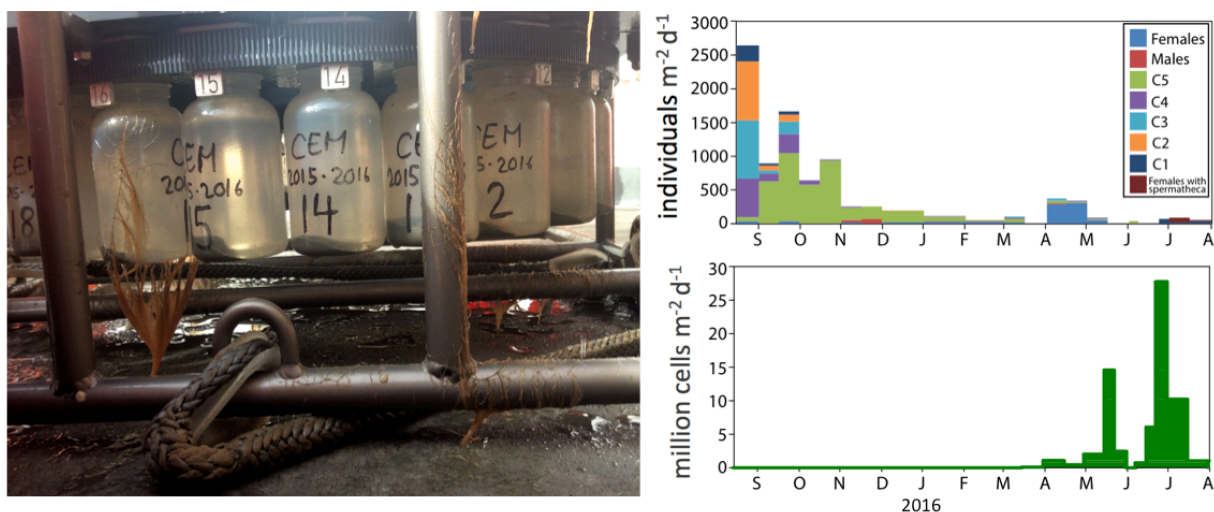 16
15
14
12
18
CEM
2015-2016
15
CEM
2015-2016
14
2015
1
CEM
5-2016
2
individuals m⁻² d⁻¹
3000
2500
2000
1500
1000
500
0
S O N D J F M A M J J A
Females
Males
C5
C4
C3
C2
C1
Females with
spermatheca
million cells m⁻² d⁻¹
30
25
20
15
10
5
0
S O N D J F M A M J J A
2016